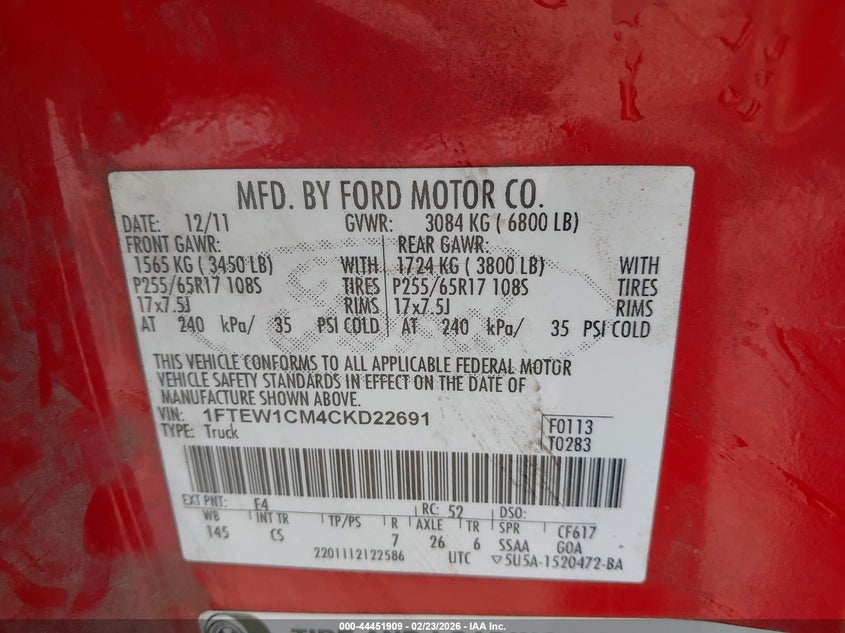 MFD. BY FORD MOTOR CO.
DATE: 12/11 GVWR: 3084 KG ( 6800 LB)
FRONT GAWR: REAR GAWR:
1565 KG ( 3450 LB) WITH 1724 KG ( 3800 LB) WITH
P255/65R17 108S TIRES P255/65R17 108S TIRES
17x7.5J RIMS 17x7.5J RIMS
AT 240 kPa/ 35 PSI COLD AT 240 kPa/ 35 PSI COLD
THIS VEHICLE CONFORMS TO ALL APPLICABLE FEDERAL MOTOR
VEHICLE SAFETY STANDARDS IN EFFECT ON THE DATE OF
MANUFACTURE SHOWN ABOVE.
VIN: 1FTEW1CM4CKD22691 F0113
TYPE: Truck T0283
EXT PNT: F4 RC: 52 DSO:
WB INT TR TP/PS R AXLE TR SPR CF617
145 CS 7 26 6 SSAA GOA
2201112122586 UTC ▽5U5A-1520472-BA
000-44451909 - 02/23/2026 - IAA Inc.